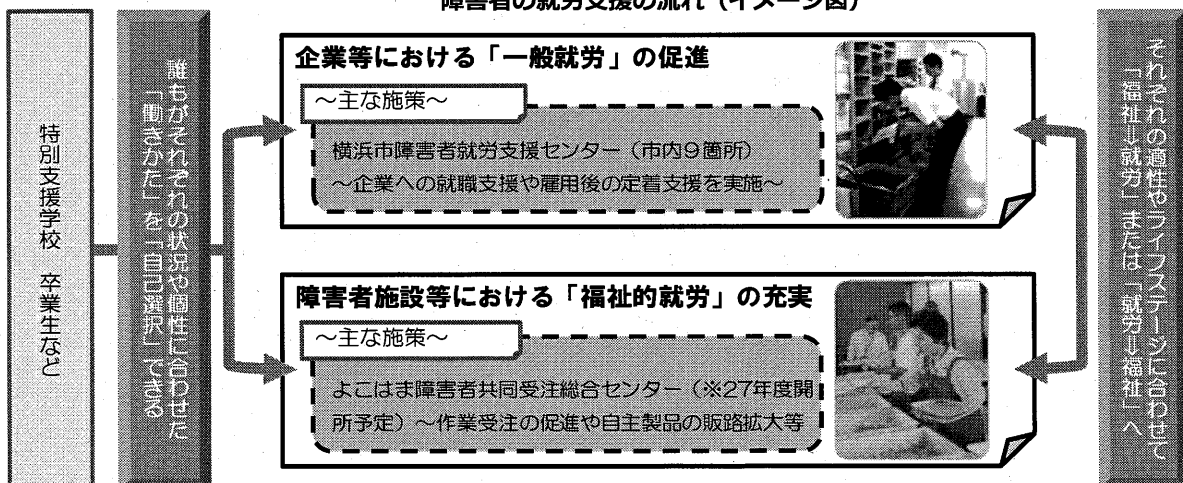 障害者の就労支援の流れ（イメージ図）
特別支援学校　卒業生など
誰もがそれぞれの状況や個性に合わせた
「働きかた」を「自己選択」できる
企業等における「一般就労」の促進
～主な施策～
横浜市障害者就労支援センター（市内9箇所）
～企業への就職支援や雇用後の定着支援を実施～
障害者施設等における「福祉的就労」の充実
～主な施策～
よこはま障害者共同受注総合センター（※27年度開
所予定）～作業受注の促進や自主製品の販路拡大等
それぞれの適性やライフステージに合わせて
「福祉⇒就労」または「就労⇒福祉」へ